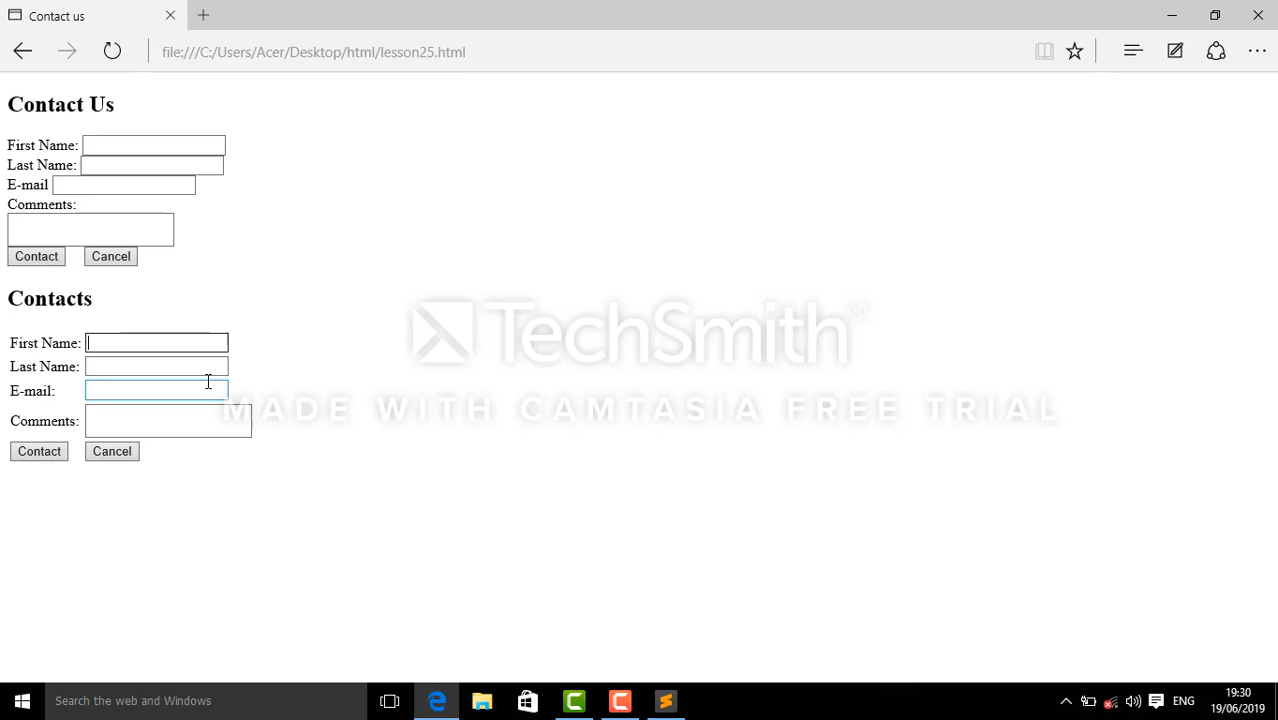 Contact us
file:///C:/Users/Acer/Desktop/html/lesson25.html
Contact Us
First Name:
Last Name:
E-mail
Comments:
Contact Cancel
Contacts
First Name:
Last Name:
E-mail:
Comments:
Contact Cancel
TechSmith®
MADE WITH CAMTASIA FREE TRIAL
Search the web and Windows
ENG
19:30
19/06/2019